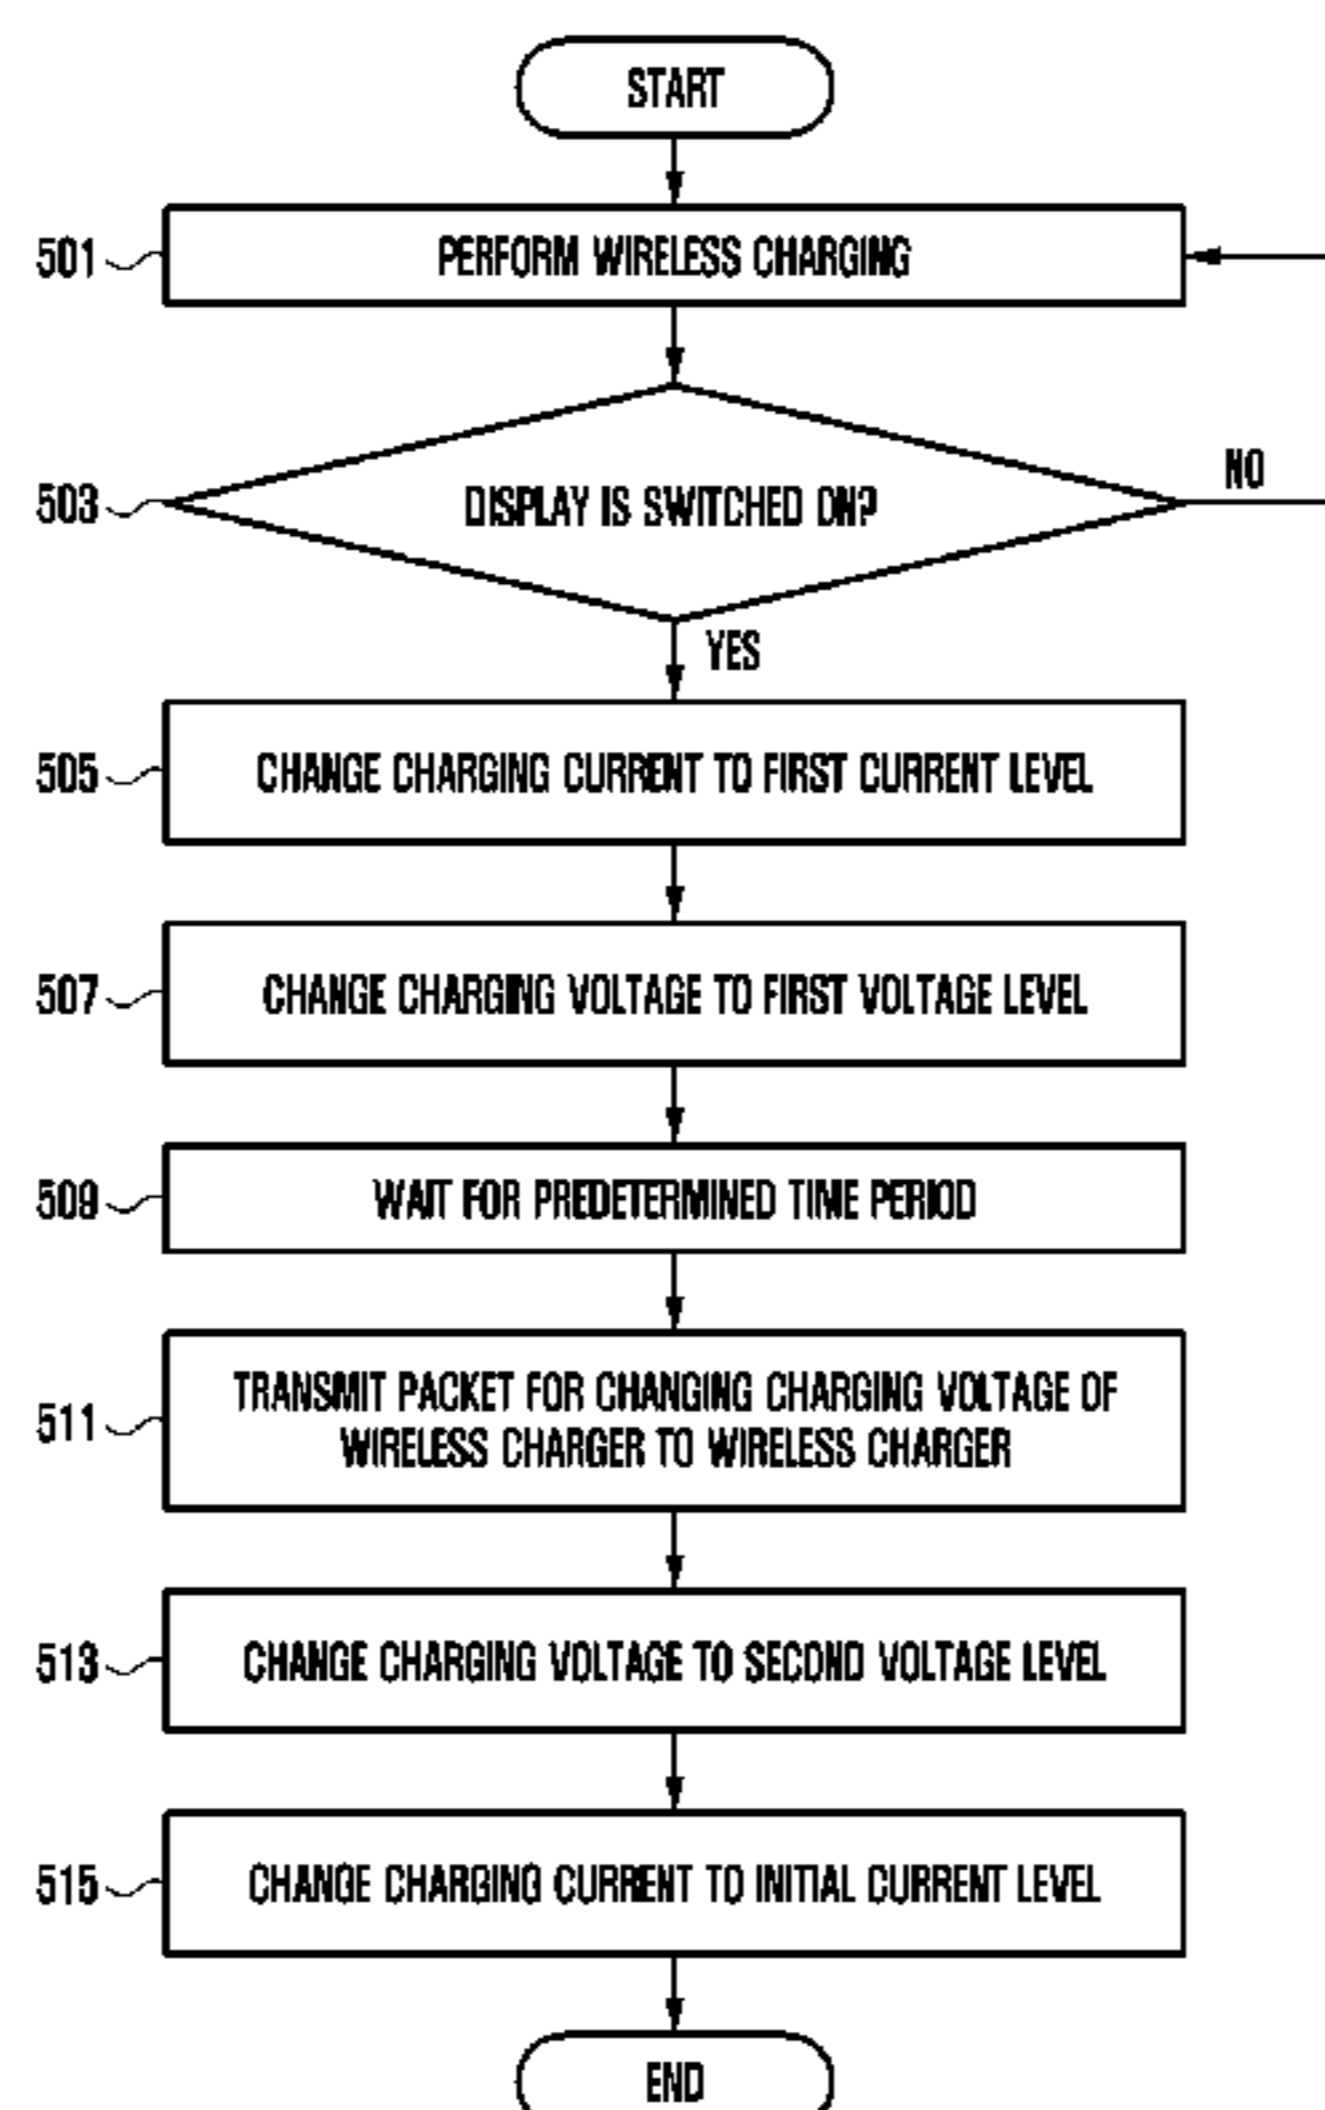 START
501
PERFORM WIRELESS CHARGING
503
DISPLAY IS SWITCHED ON?
NO
YES
505
CHANGE CHARGING CURRENT TO FIRST CURRENT LEVEL
507
CHANGE CHARGING VOLTAGE TO FIRST VOLTAGE LEVEL
509
WAIT FOR PREDETERMINED TIME PERIOD
511
TRANSMIT PACKET FOR CHANGING CHARGING VOLTAGE OF
WIRELESS CHARGER TO WIRELESS CHARGER
513
CHANGE CHARGING VOLTAGE TO SECOND VOLTAGE LEVEL
515
CHANGE CHARGING CURRENT TO INITIAL CURRENT LEVEL
END